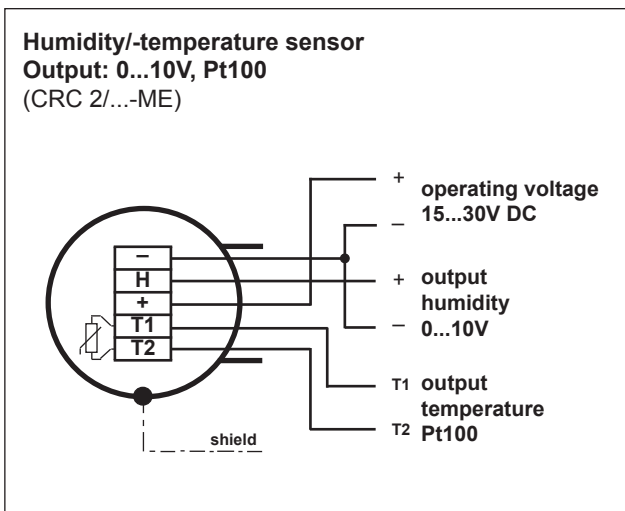 Humidity/-temperature sensor
Output: 0...10V, Pt100
(CRC 2/...-ME)
+ operating voltage
15...30V DC
–
–
H
+
T1
T2
+ output
humidity
– 0...10V
T1 output
temperature
T2 Pt100
shield